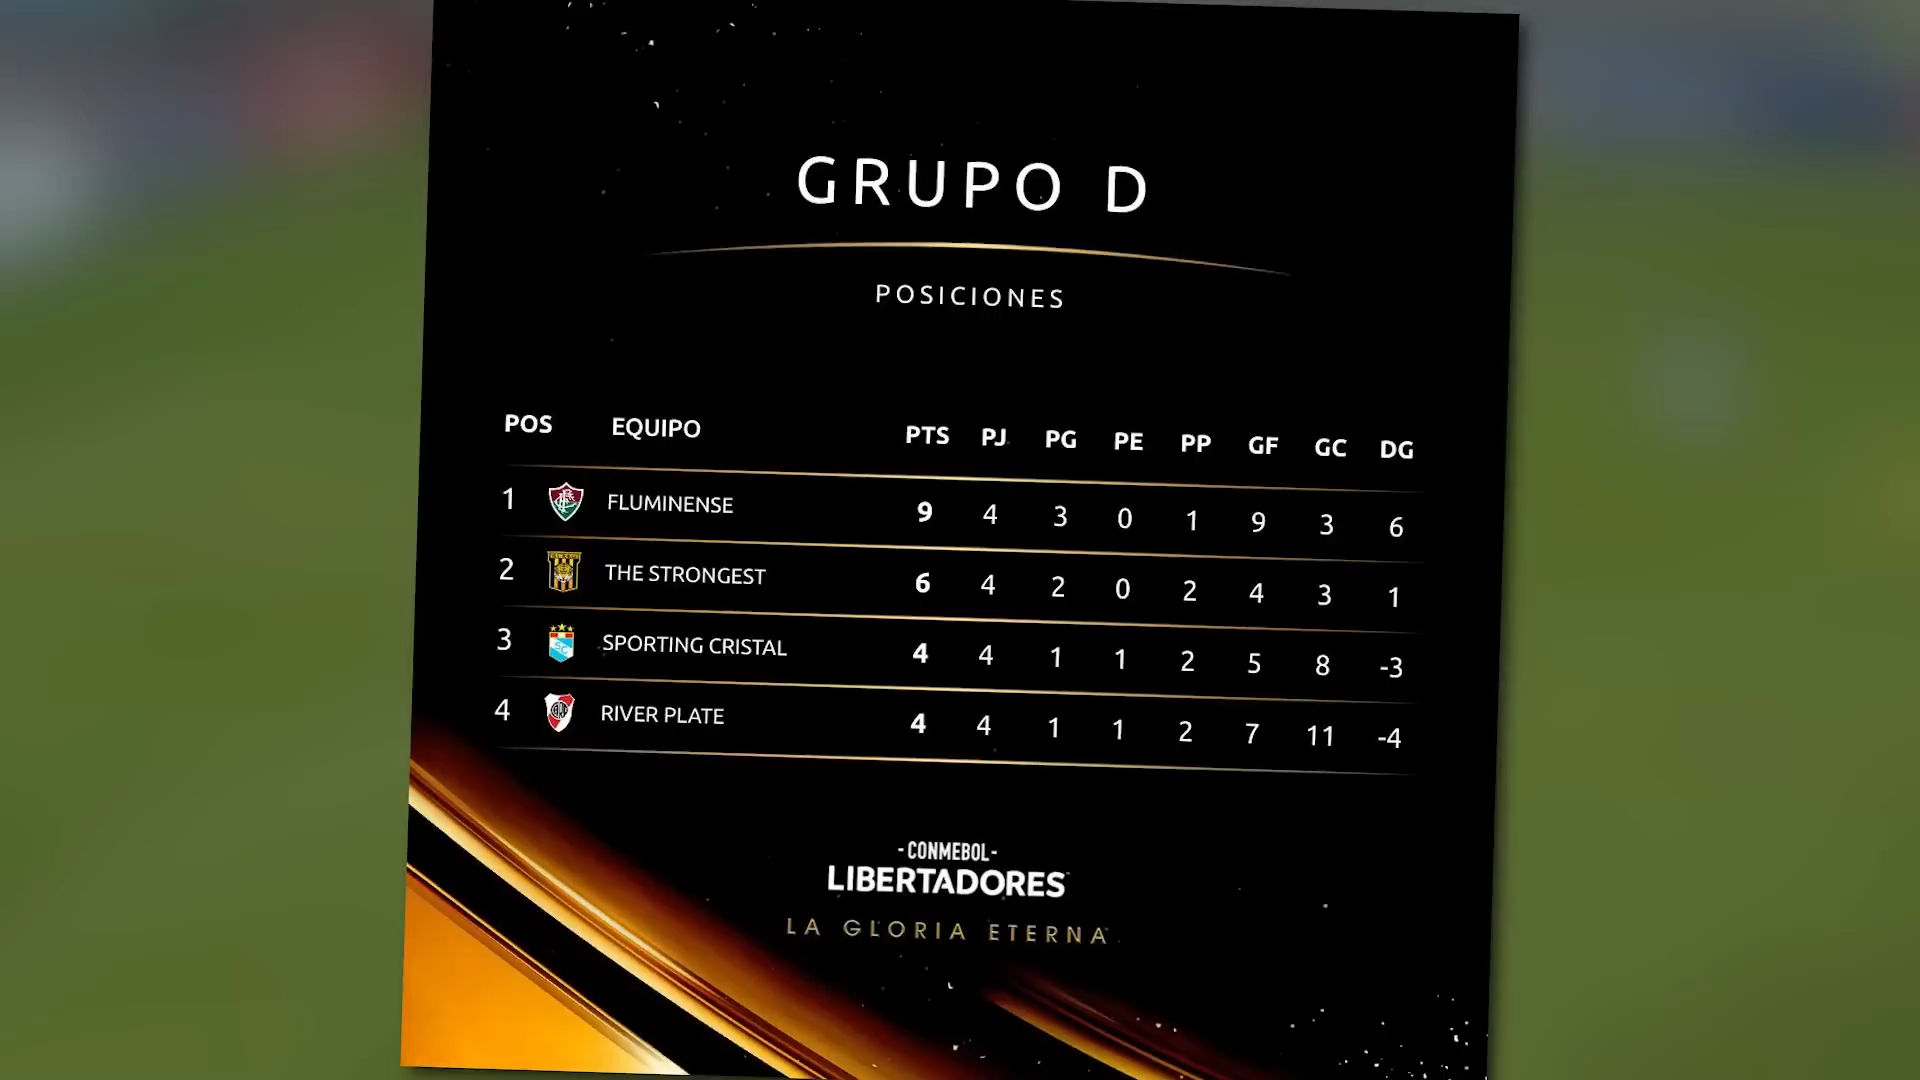 GRUPO D
POSICIONES
POS EQUIPO PTS PJ PG PE PP GF GC DG
1 FLUMINENSE 9 4 3 0 1 9 3 6
2 THE STRONGEST 6 4 2 0 2 4 3 1
3 SPORTING CRISTAL 4 4 1 1 2 5 8 -3
4 RIVER PLATE 4 4 1 1 2 7 11 -4
-CONMEBOL-
LIBERTADORES
LA GLORIA ETERNA